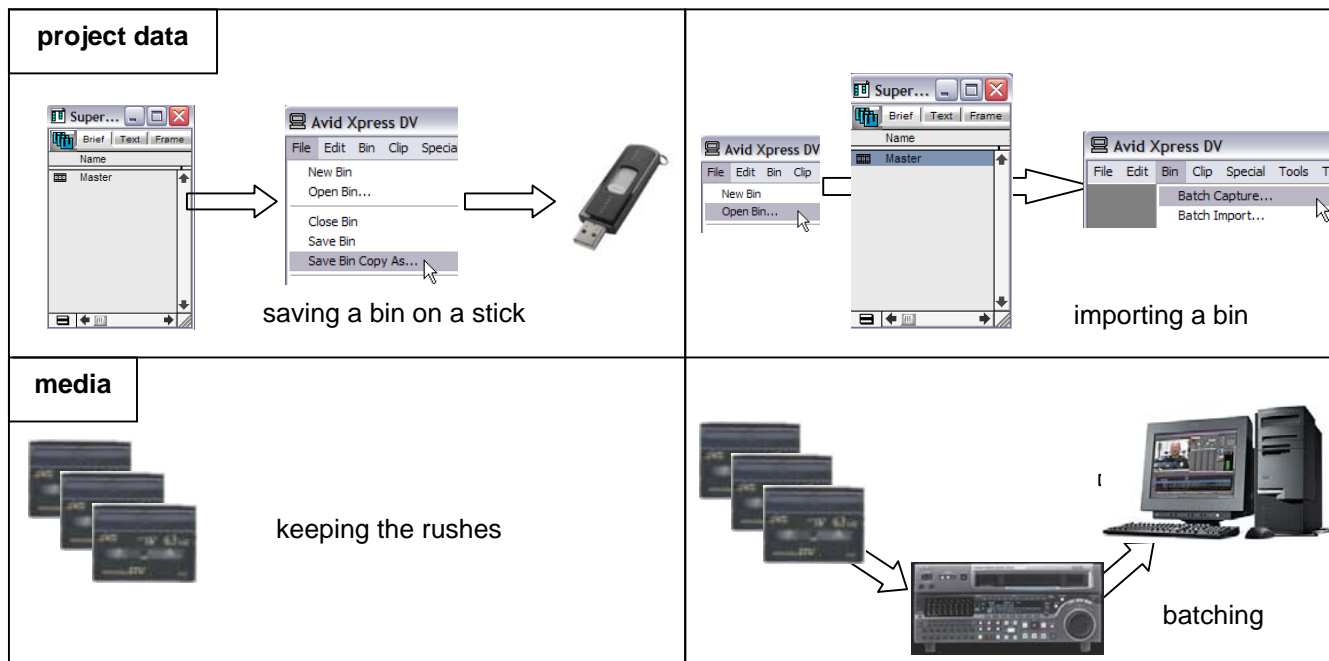 project data
Super...
Brief Text Frame
Name
Master
Avid Xpress DV
File Edit Bin Clip Specia
New Bin
Open Bin...
Close Bin
Save Bin
Save Bin Copy As...
saving a bin on a stick
Avid Xpress DV
File Edit Bin Clip
New Bin
Open Bin...
Super...
Brief Text Frame
Name
Master
Avid Xpress DV
File Edit Bin Clip Special Tools T
Batch Capture...
Batch Import...
importing a bin
media
keeping the rushes
batching